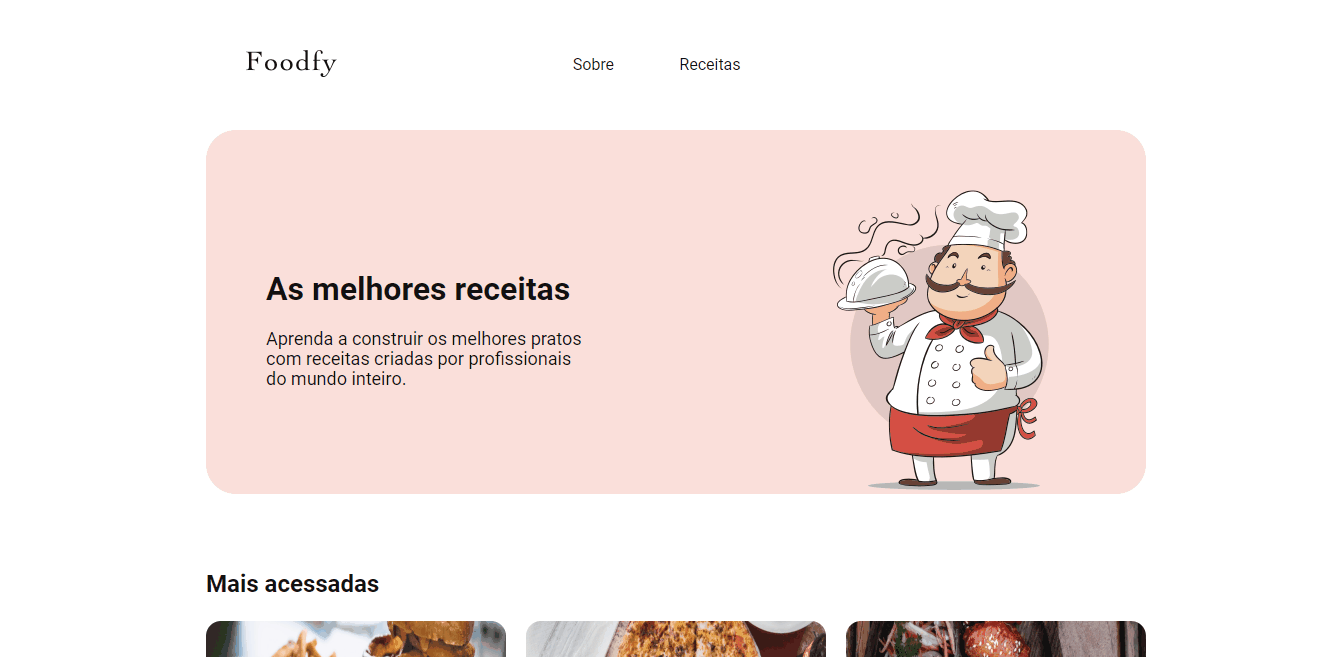 Foodfy
Sobre
Receitas
As melhores receitas
Aprenda a construir os melhores pratos
com receitas criadas por profissionais
do mundo inteiro.
Mais acessadas